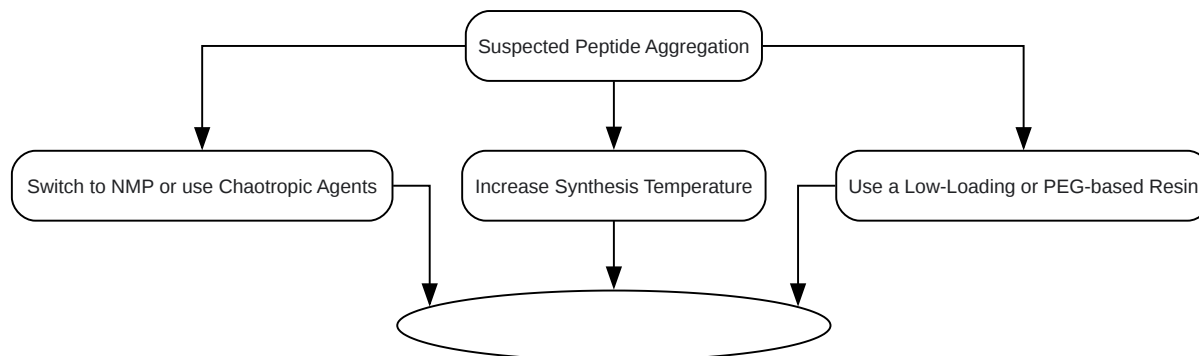 Suspected Peptide Aggregation
Switch to NMP or use Chaotropic Agents
Increase Synthesis Temperature
Use a Low-Loading or PEG-based Resin